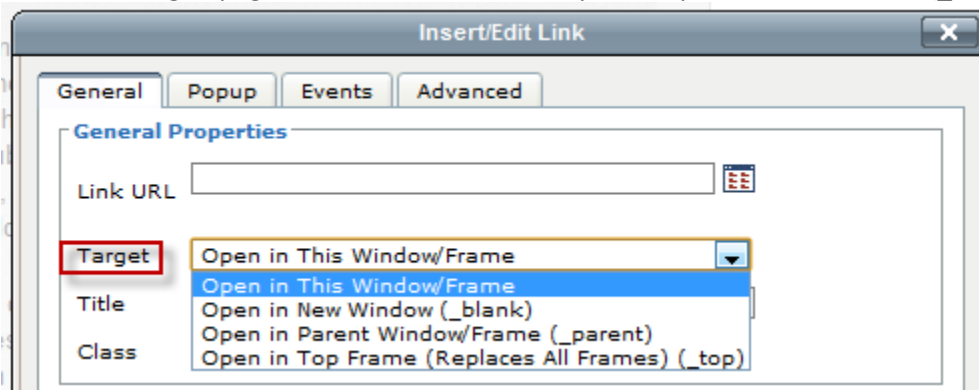 Insert/Edit Link
General Popup Events Advanced
General Properties
Link URL
Target Open in This Window/Frame
Open in This Window/Frame
Title
Open in New Window (_blank)
Open in Parent Window/Frame (_parent)
Class
Open in Top Frame (Replaces All Frames) (_top)